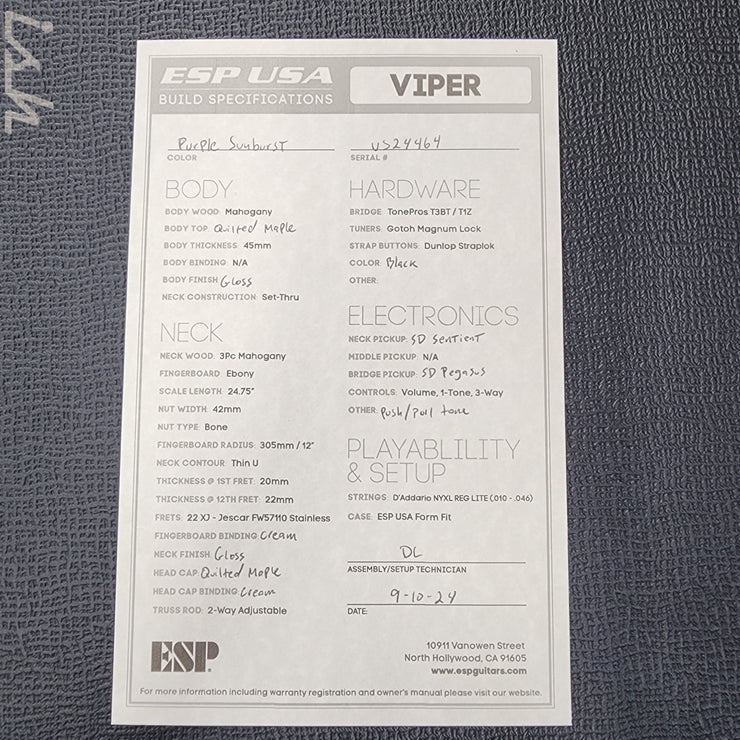 ish
ESP USA
BUILD SPECIFICATIONS
VIPER
Purple Sunburst
COLOR
US24464
SERIAL #
BODY
BODY WOOD: Mahogany
BODY TOP: Quilted Maple
BODY THICKNESS: 45mm
BODY BINDING: N/A
BODY FINISH: Gloss
NECK CONSTRUCTION: Set-Thru
NECK
NECK WOOD: 3Pc Mahogany
FINGERBOARD: Ebony
SCALE LENGTH: 24.75"
NUT WIDTH: 42mm
NUT TYPE: Bone
FINGERBOARD RADIUS: 305mm / 12"
NECK CONTOUR: Thin U
THICKNESS @ 1ST FRET: 20mm
THICKNESS @ 12TH FRET: 22mm
FRETS: 22 XJ - Jescar FW57110 Stainless
FINGERBOARD BINDING: Cream
NECK FINISH: Gloss
HEAD CAP: Quilted Maple
HEAD CAP BINDING: Cream
TRUSS ROD: 2-Way Adjustable
HARDWARE
BRIDGE: TonePros T3BT / T1Z
TUNERS: Gotoh Magnum Lock
STRAP BUTTONS: Dunlop Straplok
COLOR: Black
OTHER:
ELECTRONICS
NECK PICKUP: SD Sentient
MIDDLE PICKUP: N/A
BRIDGE PICKUP: SD Pegasus
CONTROLS: Volume, 1-Tone, 3-Way
OTHER: Push/Pull tone
PLAYABLILITY
& SETUP
STRINGS: D'Addario NYXL REG LITE (.010 - .046)
CASE: ESP USA Form Fit
DL
ASSEMBLY/SETUP TECHNICIAN
9-10-24
DATE:
ESP
10911 Vanowen Street
North Hollywood, CA 91605
www.espguitars.com
For more information including warranty registration and owner's manual please visit our website.